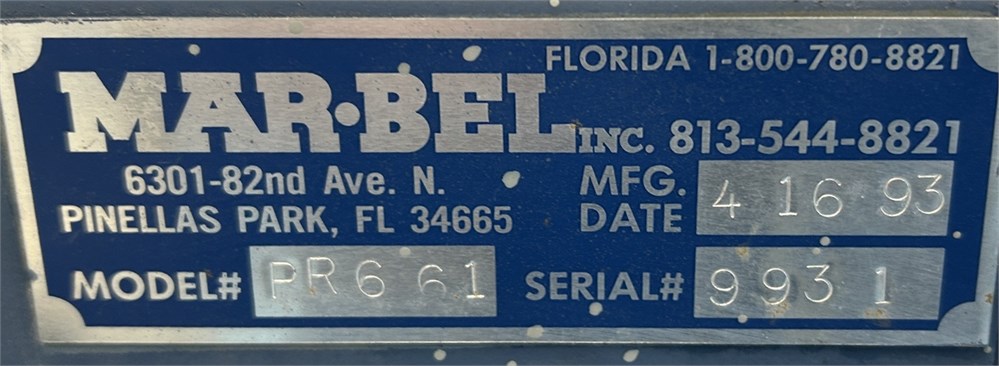 FLORIDA 1-800-780-8821
MAR·BEL INC. 813-544-8821
6301-82nd Ave. N.
PINELLAS PARK, FL 34665
MFG. DATE 4 16 93
MODEL# PR661
SERIAL# 9931